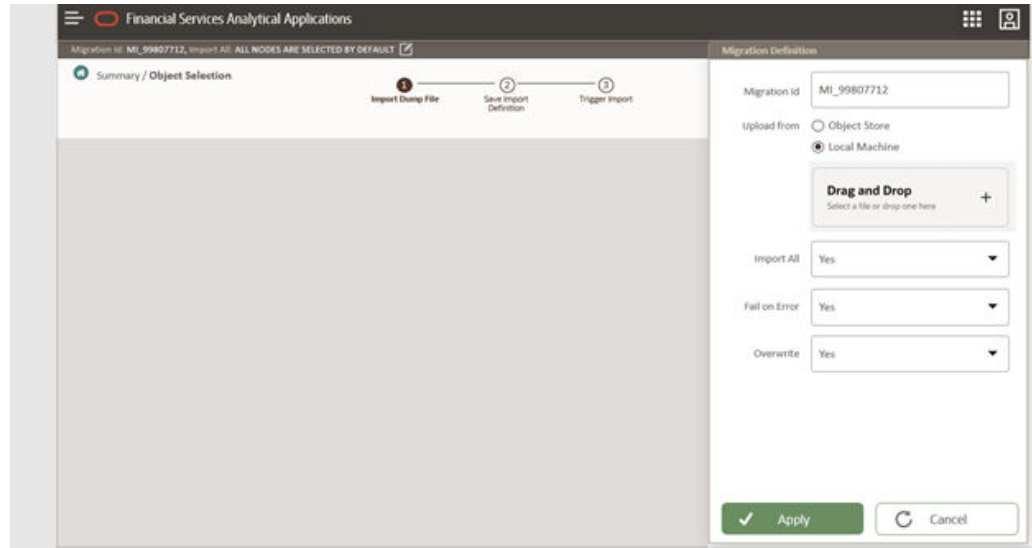 Financial Services Analytical Applications
Migration Id: MI_99807712, Import All: ALL NODES ARE SELECTED BY DEFAULT
Migration Definition
Summary / Object Selection
1
2
3
Import Dump File
Save Import
Definition
Trigger Import
Migration Id
MI_99807712
Upload from
Object Store
Local Machine
Drag and Drop
+
Select a file or drop one here
Import All
Yes
Fail on Error
Yes
Overwrite
Yes
Apply
Cancel